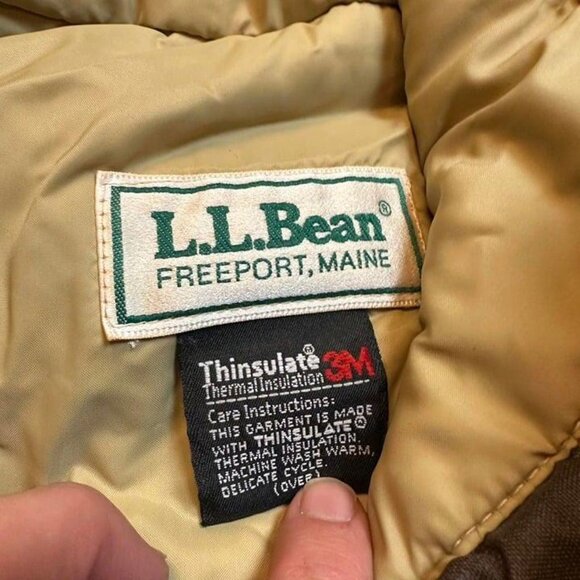 L.L.Bean®
FREEPORT, MAINE
Thinsulate® 3M
Thermal Insulation
Care Instructions:
THIS GARMENT IS MADE
WITH THINSULATE®
THERMAL INSULATION.
MACHINE WASH WARM,
DELICATE CYCLE.
(OVER)